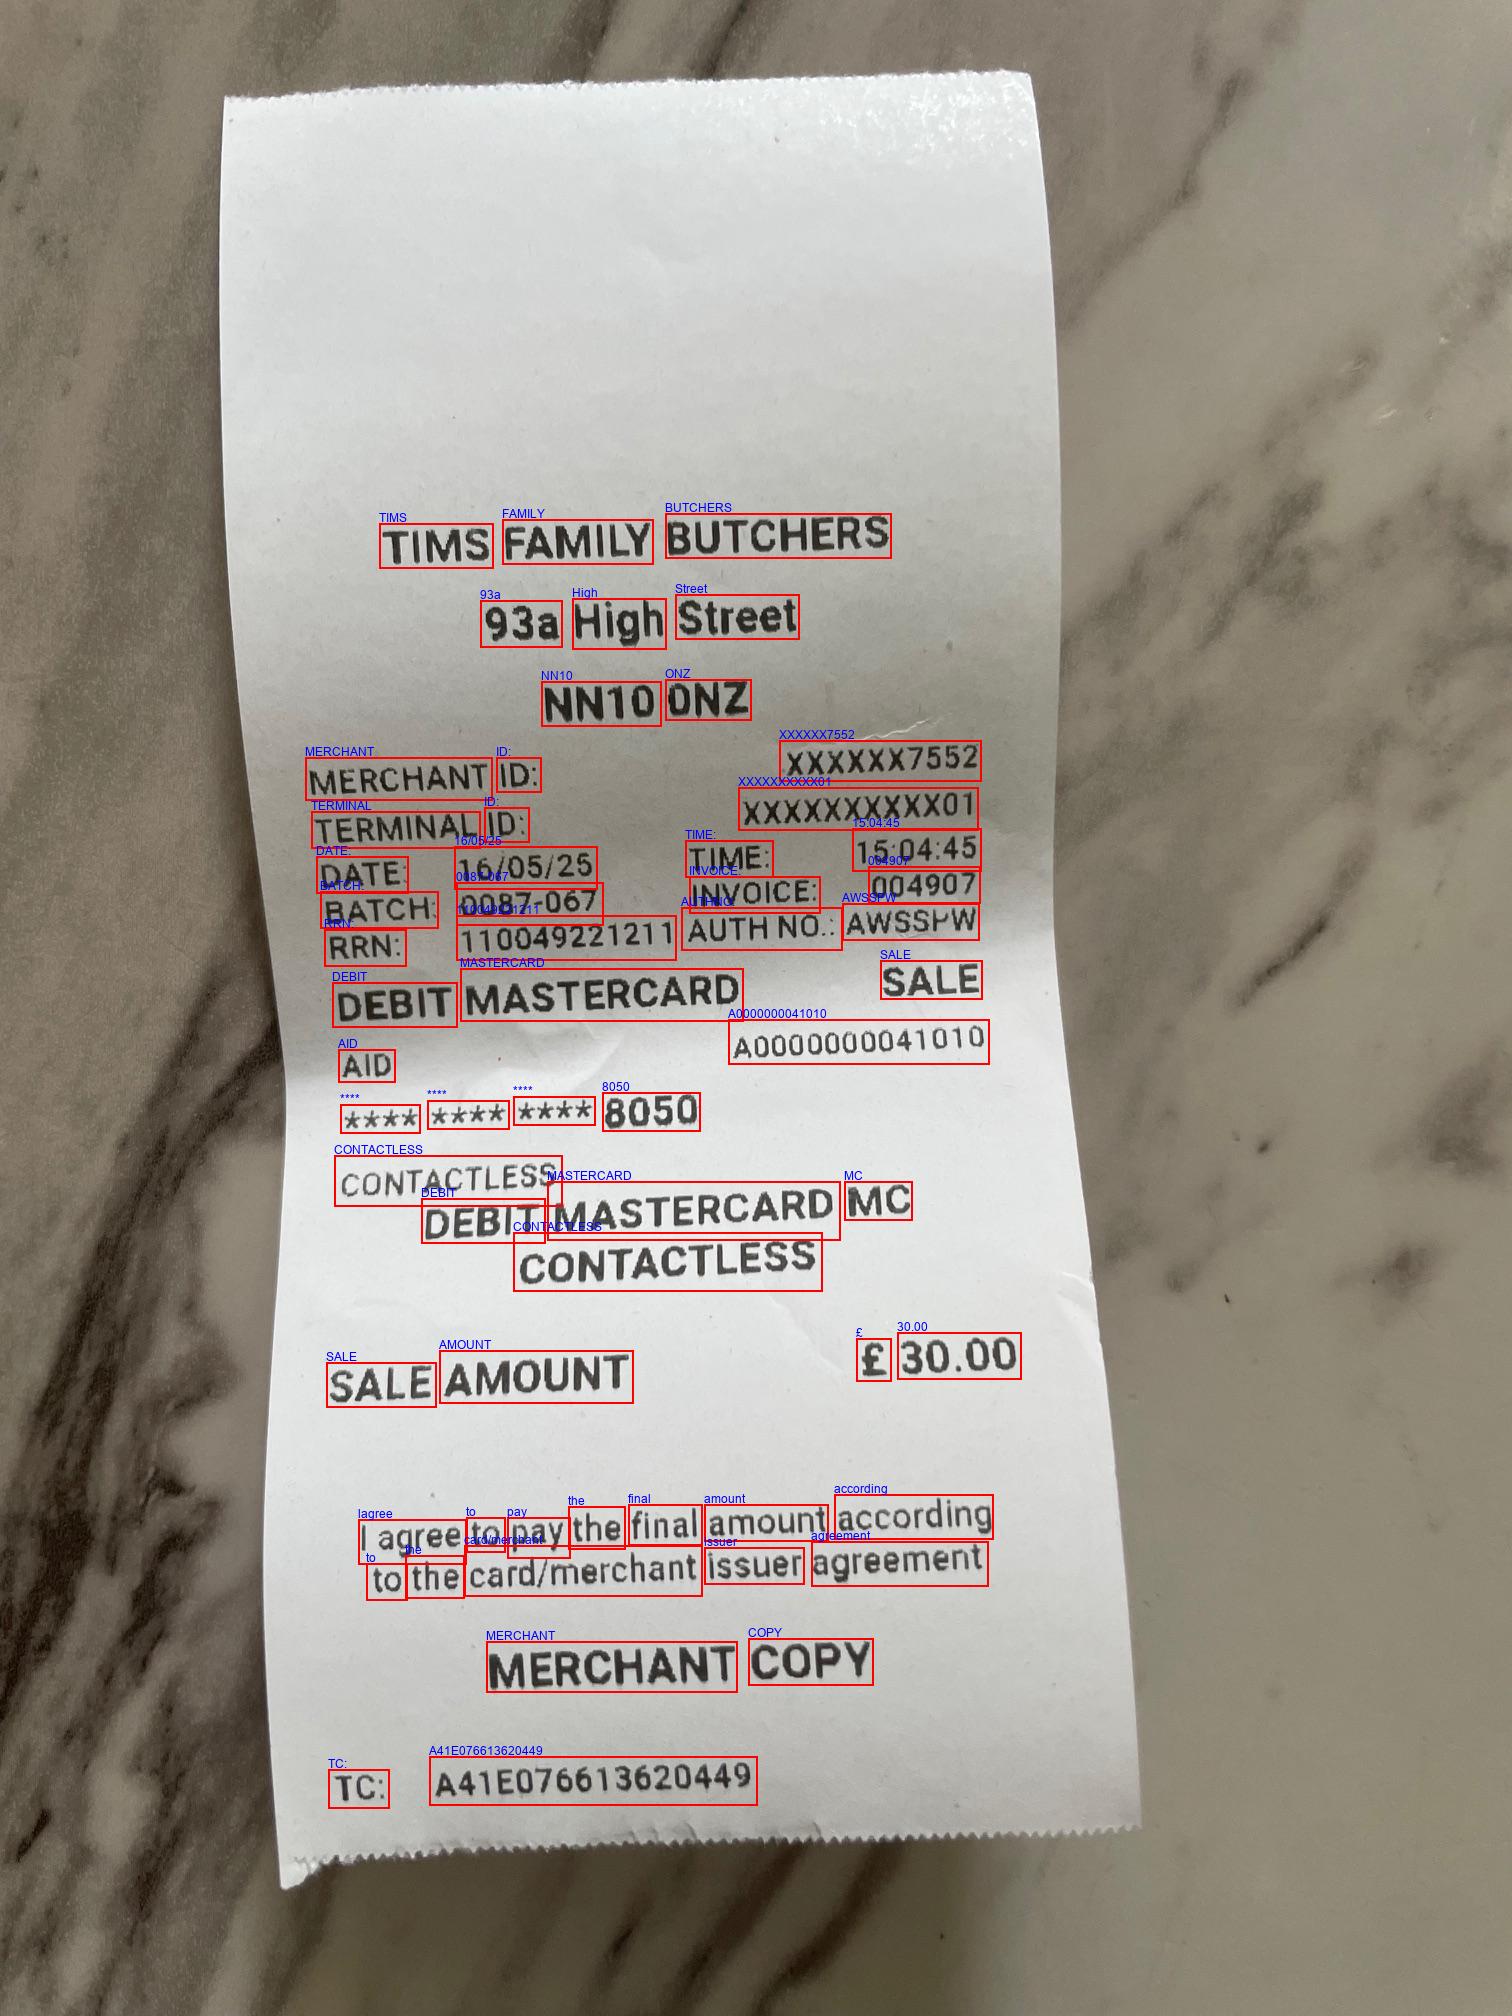 TIMS FAMILY BUTCHERS
93a High Street
NN10 0NZ
MERCHANT ID: XXXXXX7552
TERMINAL ID: XXXXXXXXXX01
DATE: 16/05/25 TIME: 15:04:45
BATCH: 0087-067 INVOICE: 004907
RRN: 110049221211 AUTH NO.: AWSSPW
DEBIT MASTERCARD SALE
AID A0000000041010
**** **** **** 8050
CONTACTLESS
DEBIT MASTERCARD MC
CONTACTLESS
SALE AMOUNT £ 30.00
I agree to pay the final amount according
to the card/merchant issuer agreement
MERCHANT COPY
TC: A41E076613620449